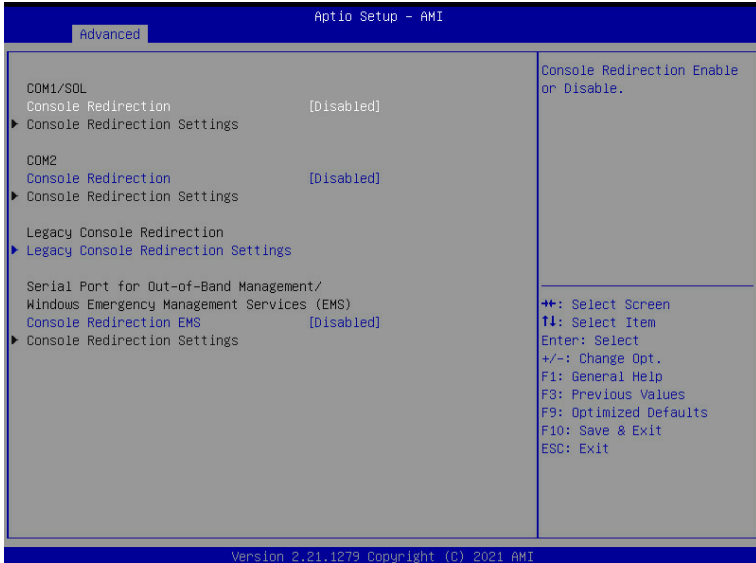 Aptio Setup – AMI
Advanced
COM1/SOL
Console Redirection [Disabled]
▶ Console Redirection Settings
COM2
Console Redirection [Disabled]
▶ Console Redirection Settings
Legacy Console Redirection
▶ Legacy Console Redirection Settings
Serial Port for Out-of-Band Management/
Windows Emergency Management Services (EMS)
Console Redirection EMS [Disabled]
▶ Console Redirection Settings
Console Redirection Enable
or Disable.
→←: Select Screen
↑↓: Select Item
Enter: Select
+/-: Change Opt.
F1: General Help
F3: Previous Values
F9: Optimized Defaults
F10: Save & Exit
ESC: Exit
Version 2.21.1279 Copyright (C) 2021 AMI